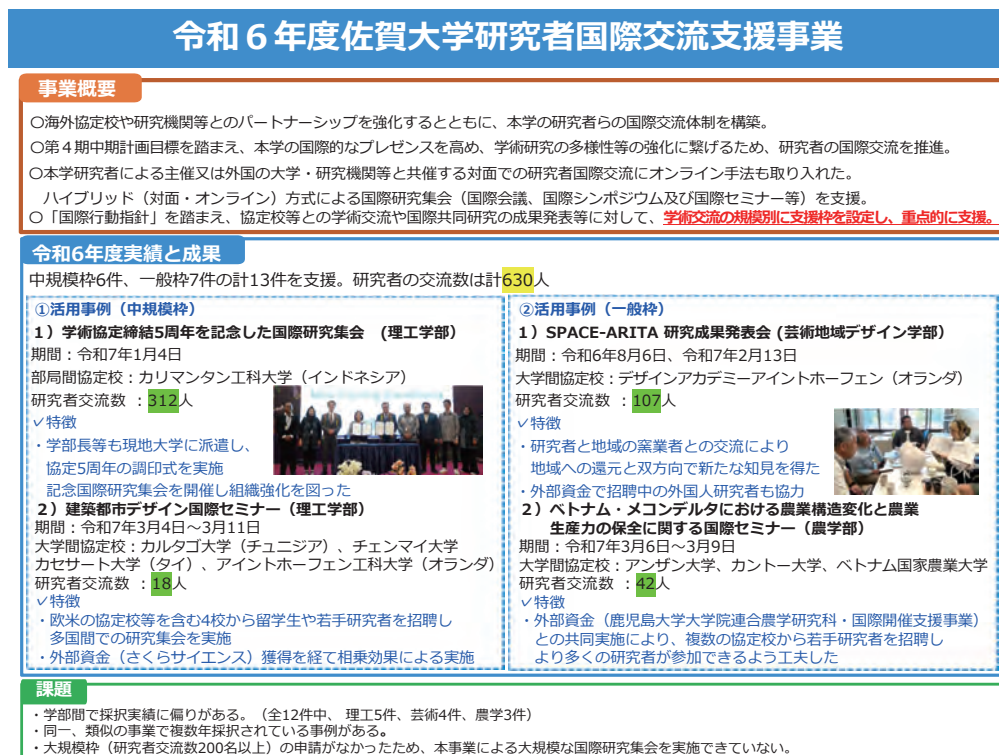 令和６年度佐賀大学研究者国際交流支援事業
事業概要
〇海外協定校や研究機関等とのパートナーシップを強化するとともに、本学の研究者らの国際交流体制を構築。
〇第４期中期計画目標を踏まえ、本学の国際的なプレゼンスを高め、学術研究の多様性等の強化に繋げるため、研究者の国際交流を推進。
〇本学研究者による主催又は外国の大学・研究機関等と共催する対面での研究者国際交流にオンライン手法も取り入れた。
ハイブリッド（対面・オンライン）方式による国際研究集会（国際会議、国際シンポジウム及び国際セミナー等）を支援。
〇「国際行動指針」を踏まえ、協定校等との学術交流や国際共同研究の成果発表等に対して、学術交流の規模別に支援枠を設定し、重点的に支援。
令和6年度実績と成果
中規模枠6件、一般枠7件の計13件を支援。研究者の交流数は計630人
①活用事例（中規模枠）
１）学術協定締結5周年を記念した国際研究集会 (理工学部）
期間：令和7年1月4日
部局間協定校：カリマンタン工科大学（インドネシア）
研究者交流数 ：312人
✓特徴
・学部長等も現地大学に派遣し、
協定5周年の調印式を実施
記念国際研究集会を開催し組織強化を図った
２）建築都市デザイン国際セミナー（理工学部）
期間：令和7年3月4日～3月11日
大学間協定校：カルタゴ大学（チュニジア）、チェンマイ大学
カセサート大学（タイ）、アイントホーフェン工科大学（オランダ）
研究者交流数 ：18人
✓特徴
・欧米の協定校等を含む4校から留学生や若手研究者を招聘し
多国間での研究集会を実施
・外部資金（さくらサイエンス）獲得を経て相乗効果による実施
②活用事例（一般枠）
１）SPACE-ARITA 研究成果発表会 (芸術地域デザイン学部）
期間：令和6年8月6日、令和7年2月13日
大学間協定校：デザインアカデミーアイントホーフェン（オランダ）
研究者交流数 ：107人
✓特徴
・研究者と地域の窯業者との交流により
地域への還元と双方向で新たな知見を得た
・外部資金で招聘中の外国人研究者も協力
２）ベトナム・メコンデルタにおける農業構造変化と農業
生産力の保全に関する国際セミナー（農学部）
期間：令和7年3月6日～3月9日
大学間協定校：アンザン大学、カントー大学、ベトナム国家農業大学
研究者交流数 ：42人
✓特徴
・外部資金（鹿児島大学大学院連合農学研究科・国際開催支援事業）
との共同実施により、複数の協定校から若手研究者を招聘し
より多くの研究者が参加できるよう工夫した
課題
・学部間で採択実績に偏りがある。（全12件中、 理工5件、芸術4件、農学3件）
・同一、類似の事業で複数年採択されている事例がある。
・大規模枠（研究者交流数200名以上）の申請がなかったため、本事業による大規模な国際研究集会を実施できていない。